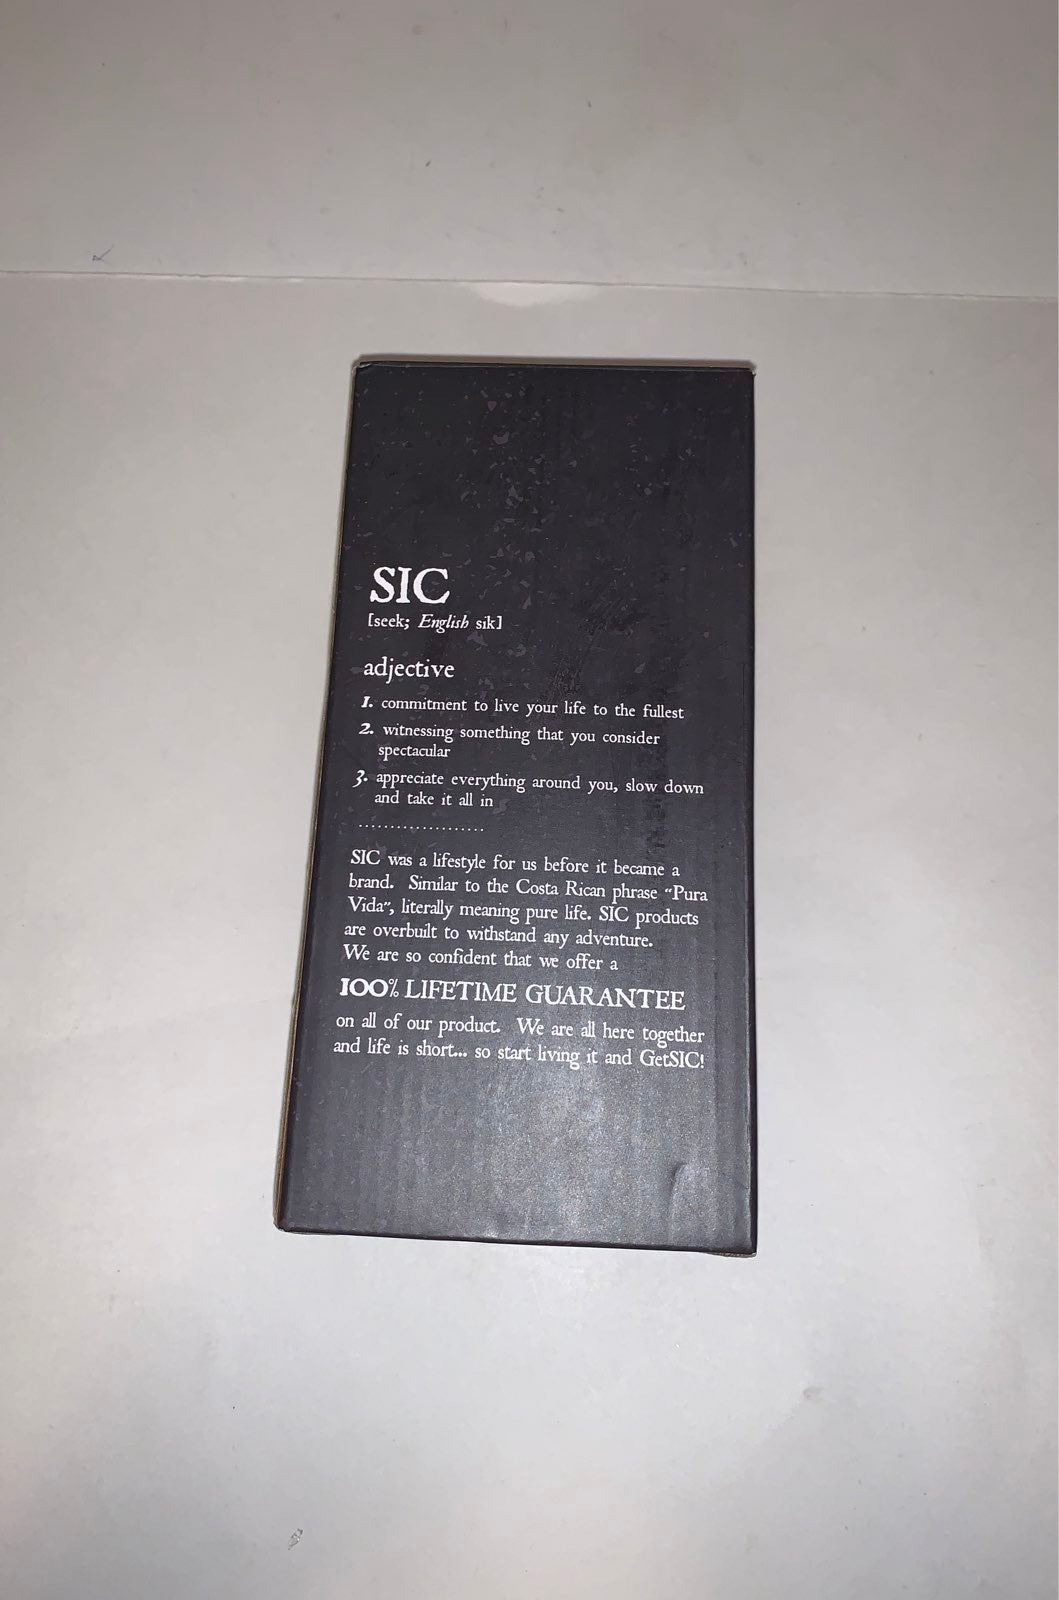 SIC
[seek; English sik]
adjective
1. commitment to live your life to the fullest
2. witnessing something that you consider
spectacular
3. appreciate everything around you, slow down
and take it all in
....................
SIC was a lifestyle for us before it became a
brand. Similar to the Costa Rican phrase “Pura
Vida”, literally meaning pure life. SIC products
are overbuilt to withstand any adventure.
We are so confident that we offer a
100% LIFETIME GUARANTEE
on all of our product. We are all here together
and life is short... so start living it and GetSIC!